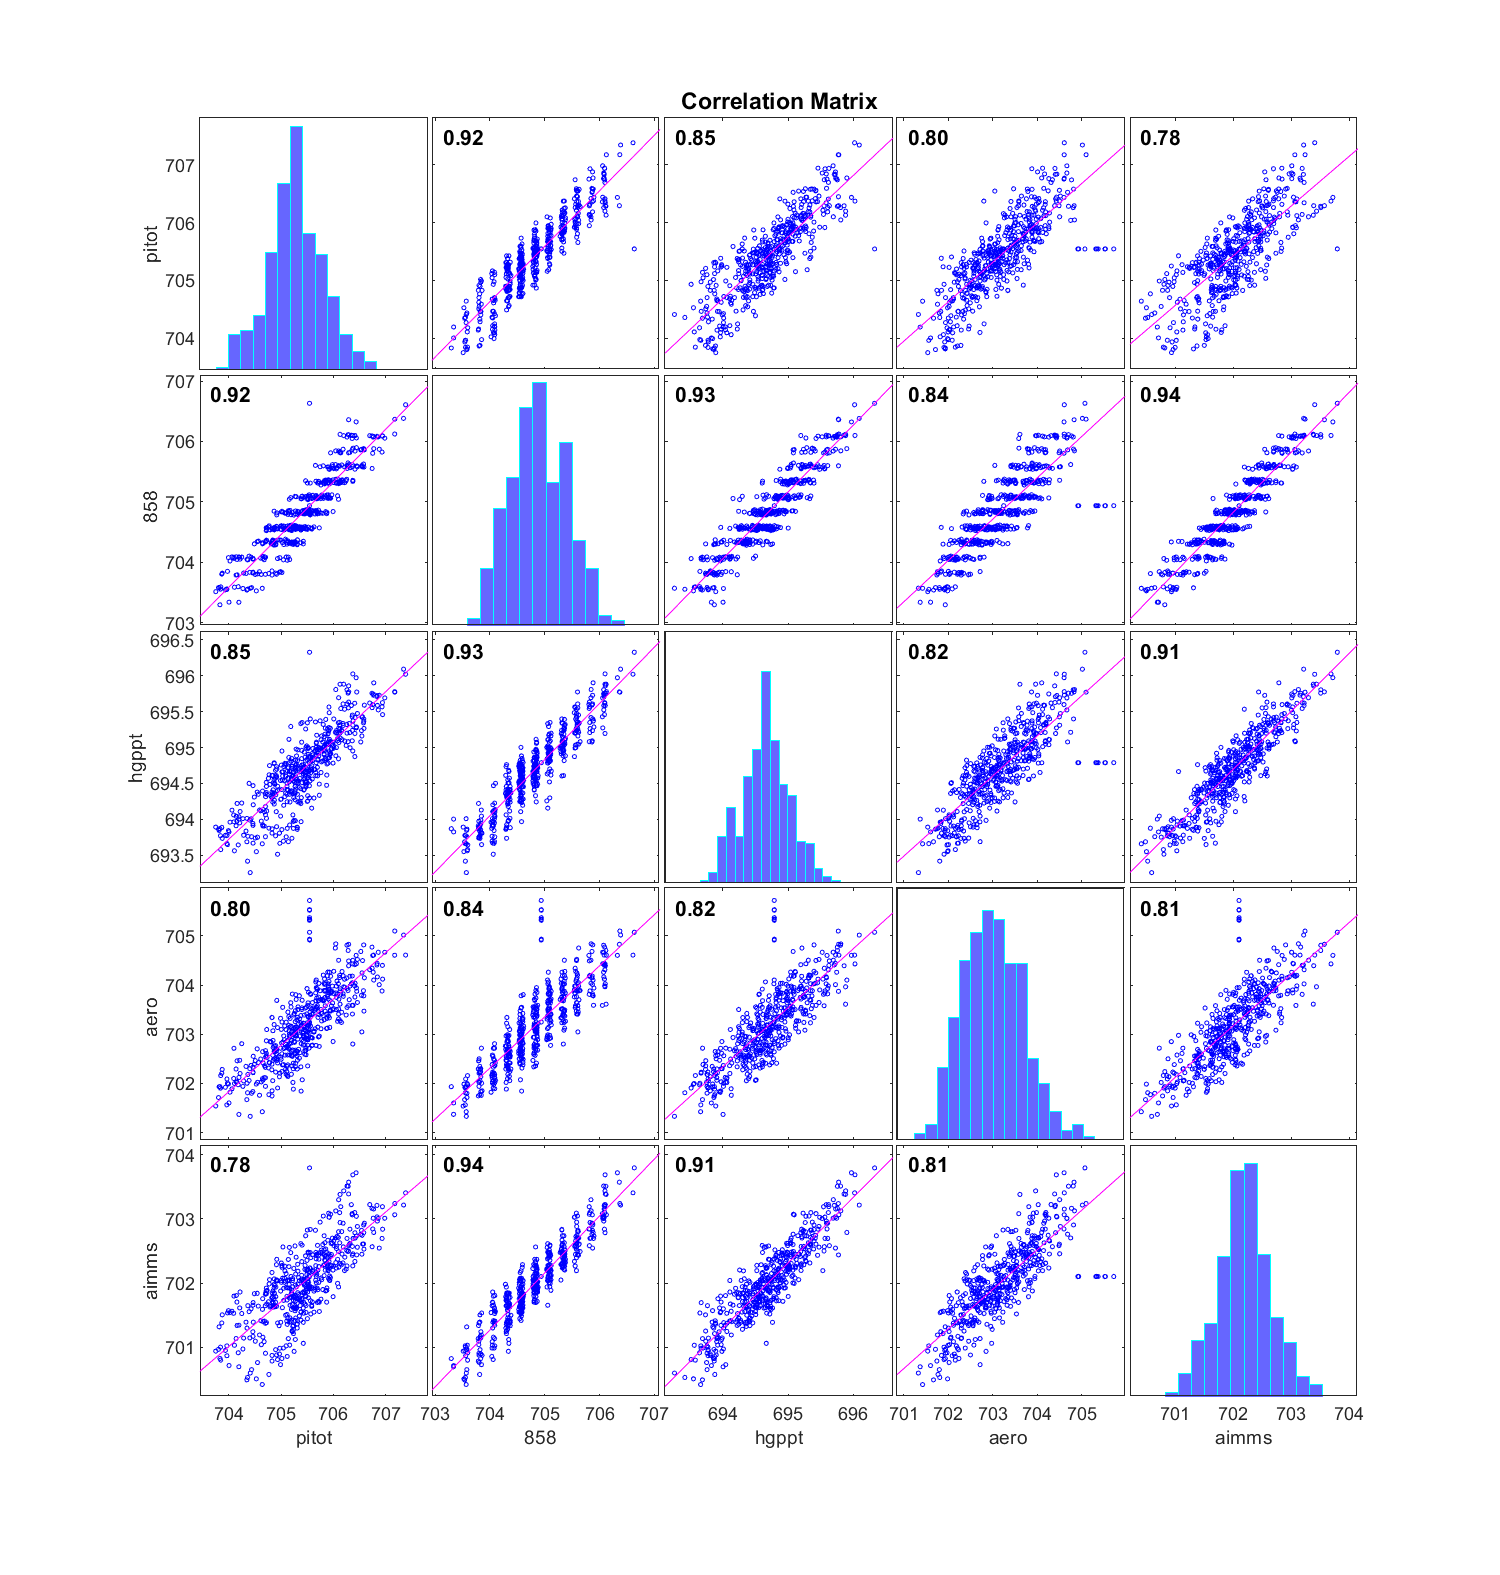 Correlation Matrix
0.92 0.85 0.80 0.78
707
706
705
704
pitot
0.92 0.93 0.84 0.94
707
706
705
704
703
858
0.85 0.93 0.82 0.91
696.5
696
695.5
695
694.5
694
693.5
hgppt
0.80 0.84 0.82 0.81
705
704
703
702
701
aero
0.78 0.94 0.91 0.81
704
703
702
701
aimms
704 705 706 707 703 704 705 706 707 694 695 696 701 702 703 704 705 701 702 703 704
pitot 858 hgppt aero aimms